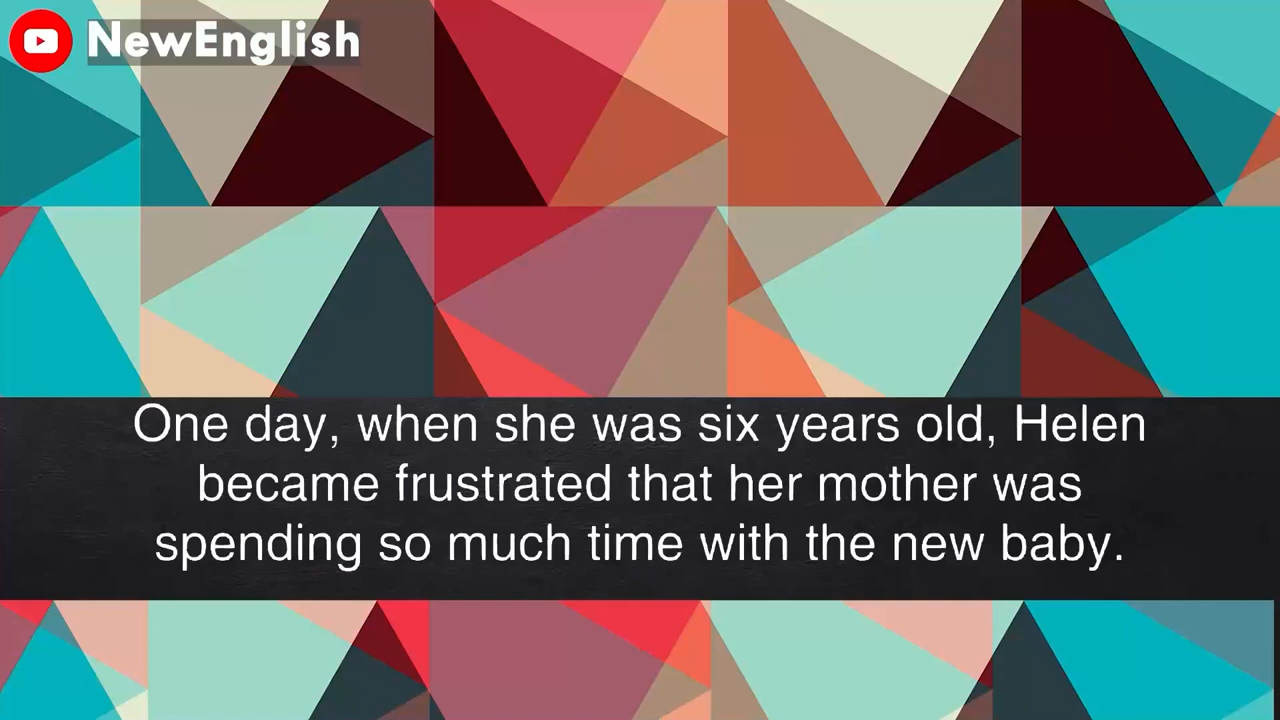 NewEnglish
One day, when she was six years old, Helen
became frustrated that her mother was
spending so much time with the new baby.